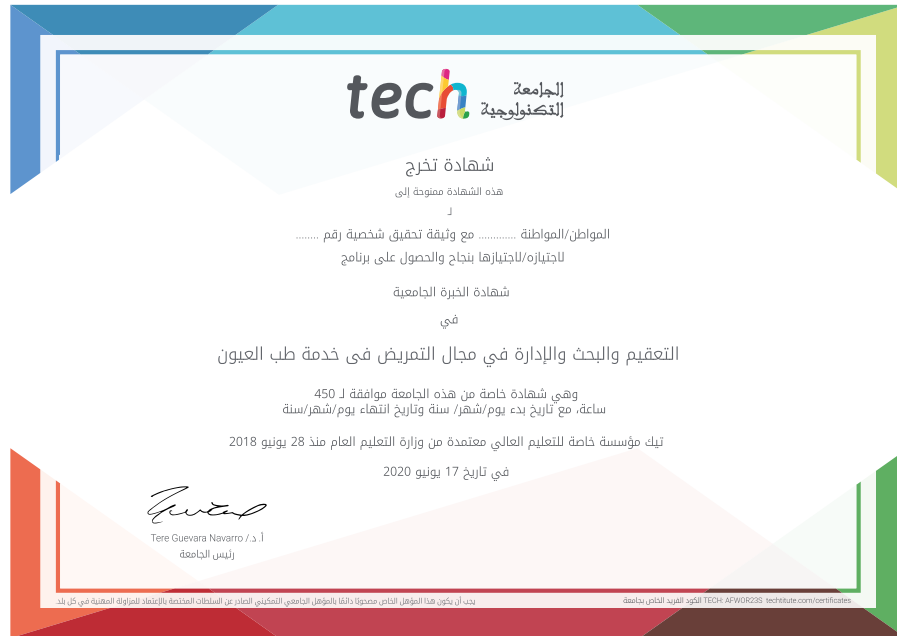 tech الجامعة
التكنولوجية
شهادة تخرج
هذه الشهادة ممنوحة إلى
لـ
المواطن/المواطنة ............. مع وثيقة تحقيق شخصية رقم ........
لاجتيازه/لاجتيازها بنجاح والحصول على برنامج
شهادة الخبرة الجامعية
في
التعقيم والبحث والإدارة في مجال التمريض فى خدمة طب العيون
وهي شهادة خاصة من هذه الجامعة موافقة لـ 450
ساعة، مع تاريخ بدء يوم/شهر/ سنة وتاريخ انتهاء يوم/شهر/سنة
تيك مؤسسة خاصة للتعليم العالي معتمدة من وزارة التعليم العام منذ 28 يونيو 2018
في تاريخ 17 يونيو 2020
أ.د./ Tere Guevara Navarro
رئيس الجامعة
يجب أن يكون هذا المؤهل الخاص مصحوبًا دائمًا بالمؤهل الجامعي التمكيني الصادر عن السلطات المختصة بالإعتماد للمزاولة المهنية في كل بلد.
الكود الفريد الخاص بجامعة TECH: AFWOR23S techtitute.com/certificates